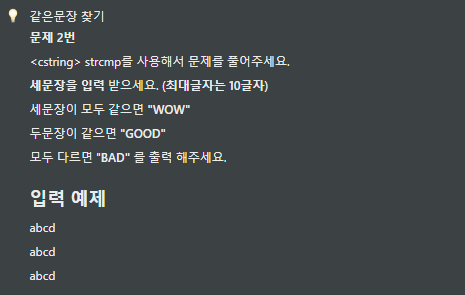 같은문장 찾기
문제 2번
<cstring> strcmp를 사용해서 문제를 풀어주세요.
세문장을 입력 받으세요. (최대글자는 10글자)
세문장이 모두 같으면 "WOW"
두문장이 같으면 "GOOD"
모두 다르면 "BAD" 를 출력 해주세요.
입력 예제
abcd
abcd
abcd